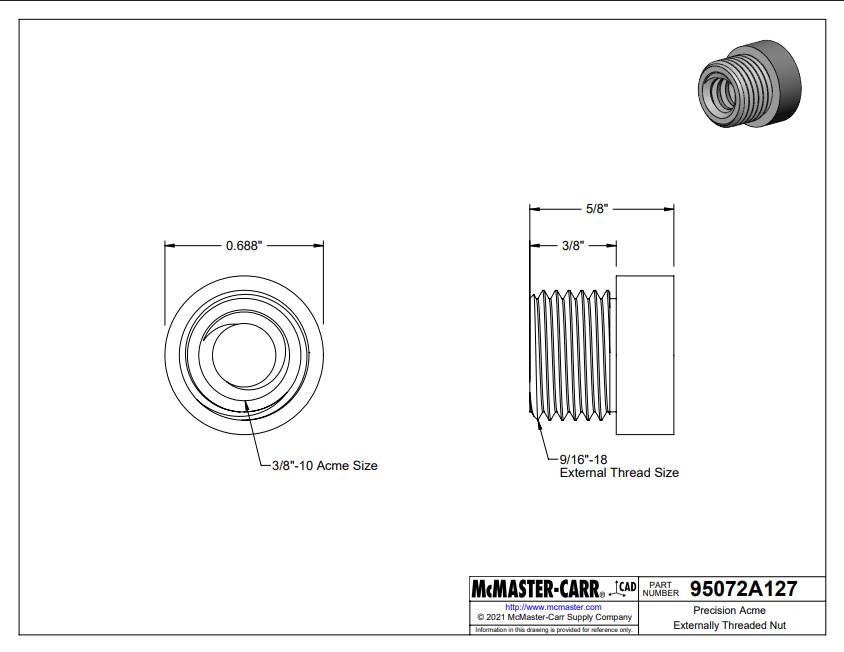 5/8"
0.688"
3/8"
3/8"-10 Acme Size
9/16"-18
External Thread Size
McMASTER-CARR® CAD
http://www.mcmaster.com
© 2021 McMaster-Carr Supply Company
Information in this drawing is provided for reference only.
PART
NUMBER
95072A127
Precision Acme
Externally Threaded Nut